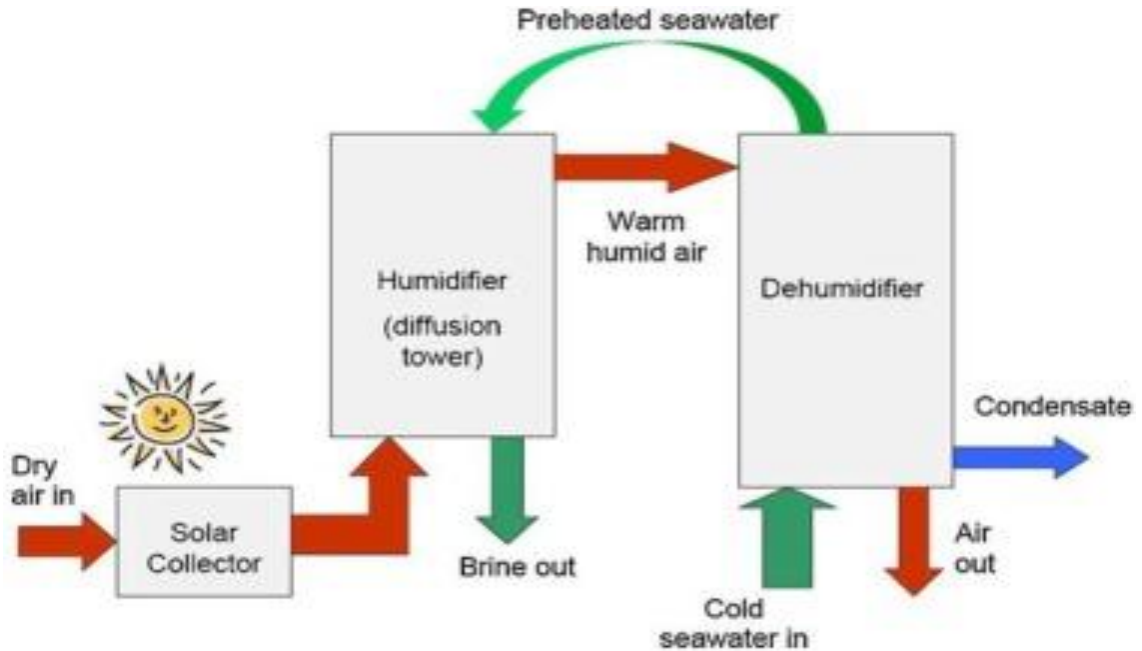 Preheated seawater
Warm
humid air
Humidifier
(diffusion
tower)
Dehumidifier
Condensate
Dry
air in
Solar
Collector
Brine out
Air
out
Cold
seawater in